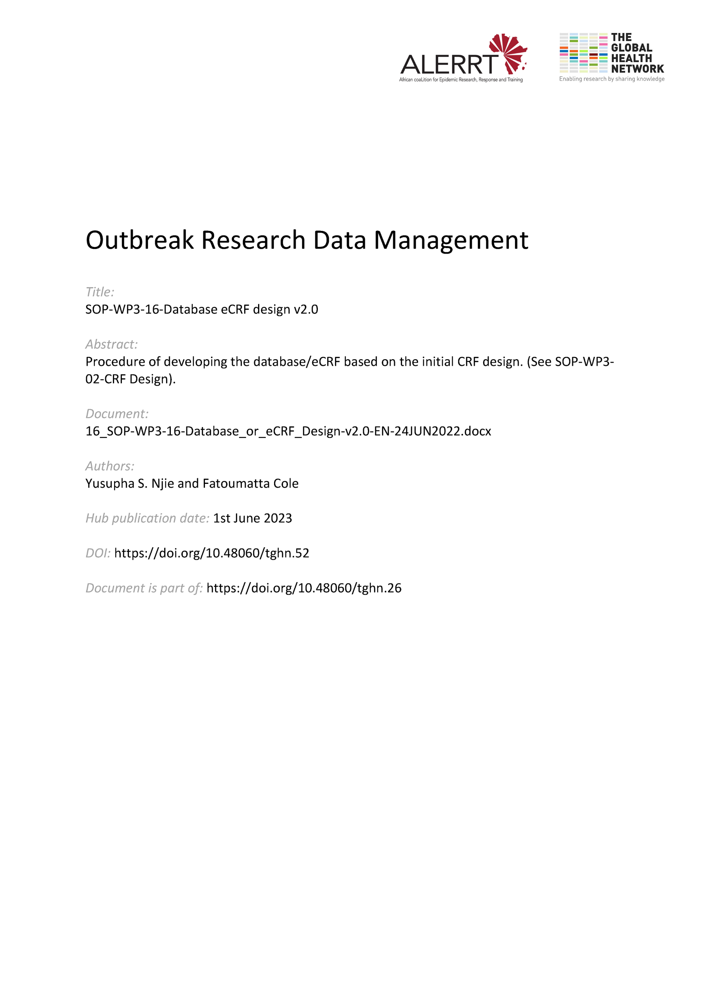 ALERRT
African coaLition for Epidemic Research, Response and Training
THE
GLOBAL
HEALTH
NETWORK
Enabling research by sharing knowledge
Outbreak Research Data Management
Title:
SOP-WP3-16-Database eCRF design v2.0
Abstract:
Procedure of developing the database/eCRF based on the initial CRF design. (See SOP-WP3-
02-CRF Design).
Document:
16_SOP-WP3-16-Database_or_eCRF_Design-v2.0-EN-24JUN2022.docx
Authors:
Yusupha S. Njie and Fatoumatta Cole
Hub publication date: 1st June 2023
DOI: https://doi.org/10.48060/tghn.52
Document is part of: https://doi.org/10.48060/tghn.26